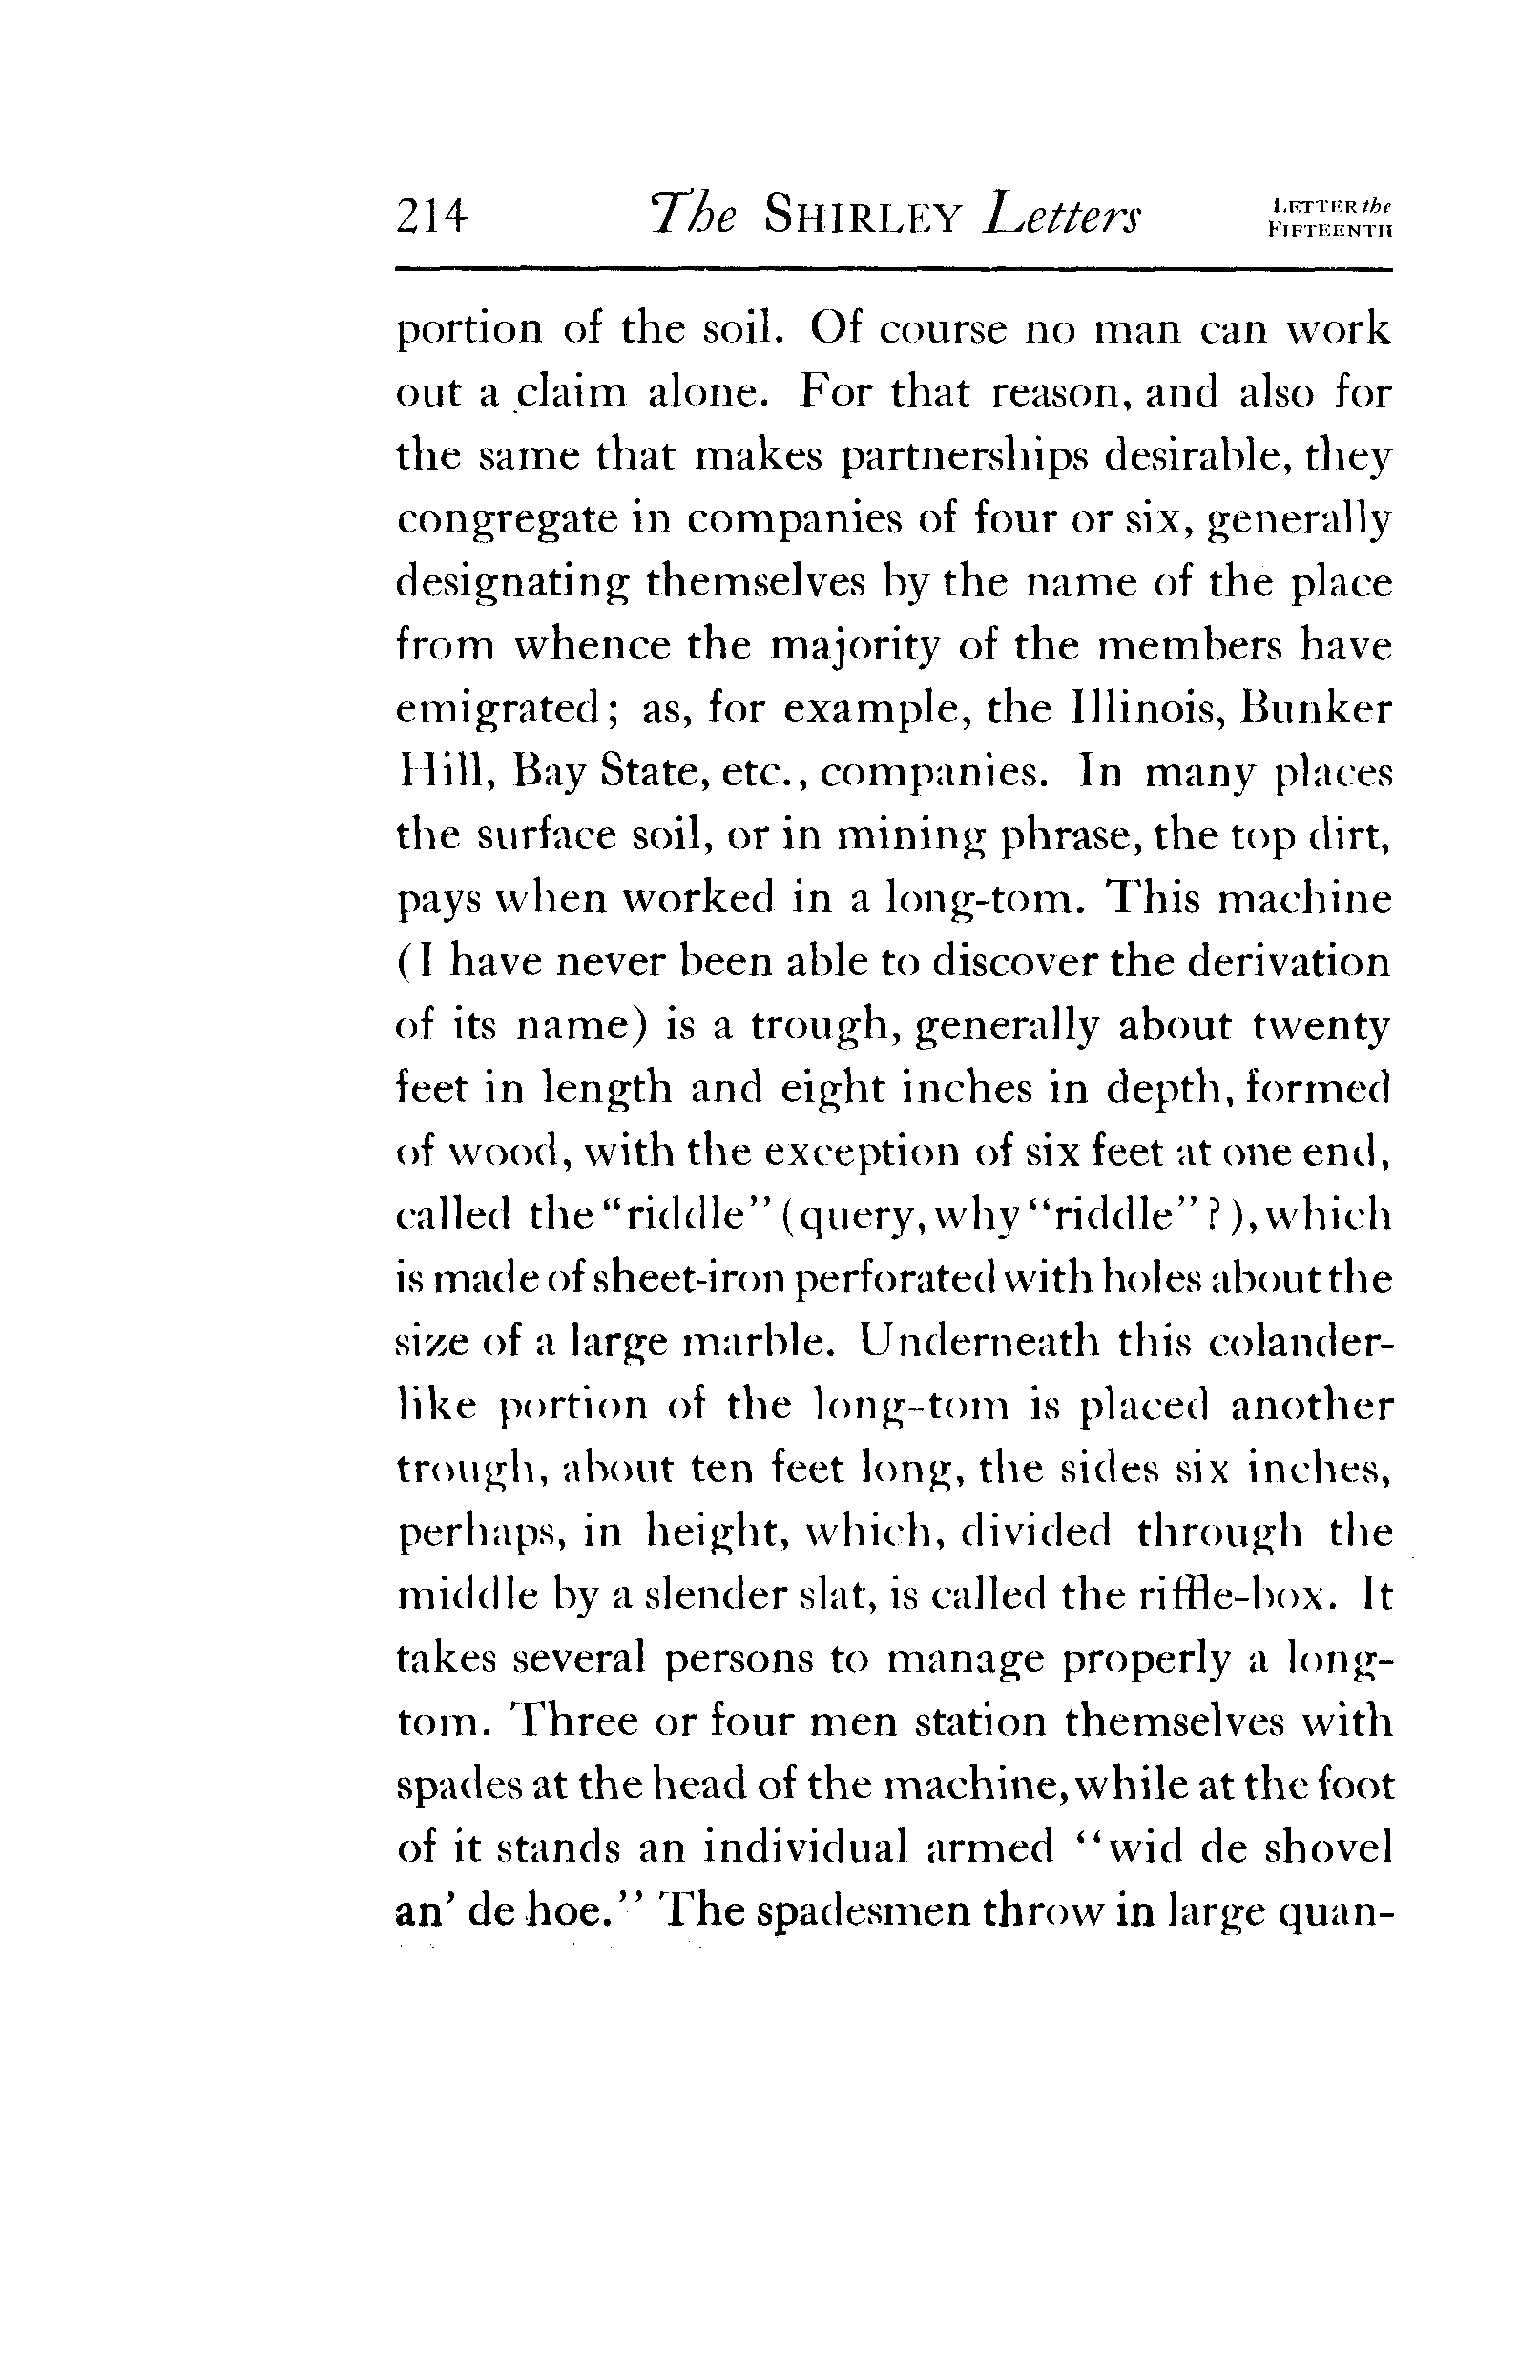 214 The SHIRLEY Letters LETTER the FIFTEENTH
portion of the soil. Of course no man can work
out a claim alone. For that reason, and also for
the same that makes partnerships desirable, they
congregate in companies of four or six, generally
designating themselves by the name of the place
from whence the majority of the members have
emigrated; as, for example, the Illinois, Bunker
Hill, Bay State, etc., companies. In many places
the surface soil, or in mining phrase, the top dirt,
pays when worked in a long-tom. This machine
(I have never been able to discover the derivation
of its name) is a trough, generally about twenty
feet in length and eight inches in depth, formed
of wood, with the exception of six feet at one end,
called the "riddle" (query, why "riddle"?), which
is made of sheet-iron perforated with holes about the
size of a large marble. Underneath this colander-
like portion of the long-tom is placed another
trough, about ten feet long, the sides six inches,
perhaps, in height, which, divided through the
middle by a slender slat, is called the riffle-box. It
takes several persons to manage properly a long-
tom. Three or four men station themselves with
spades at the head of the machine, while at the foot
of it stands an individual armed "wid de shovel
an' de hoe." The spadesmen throw in large quan-